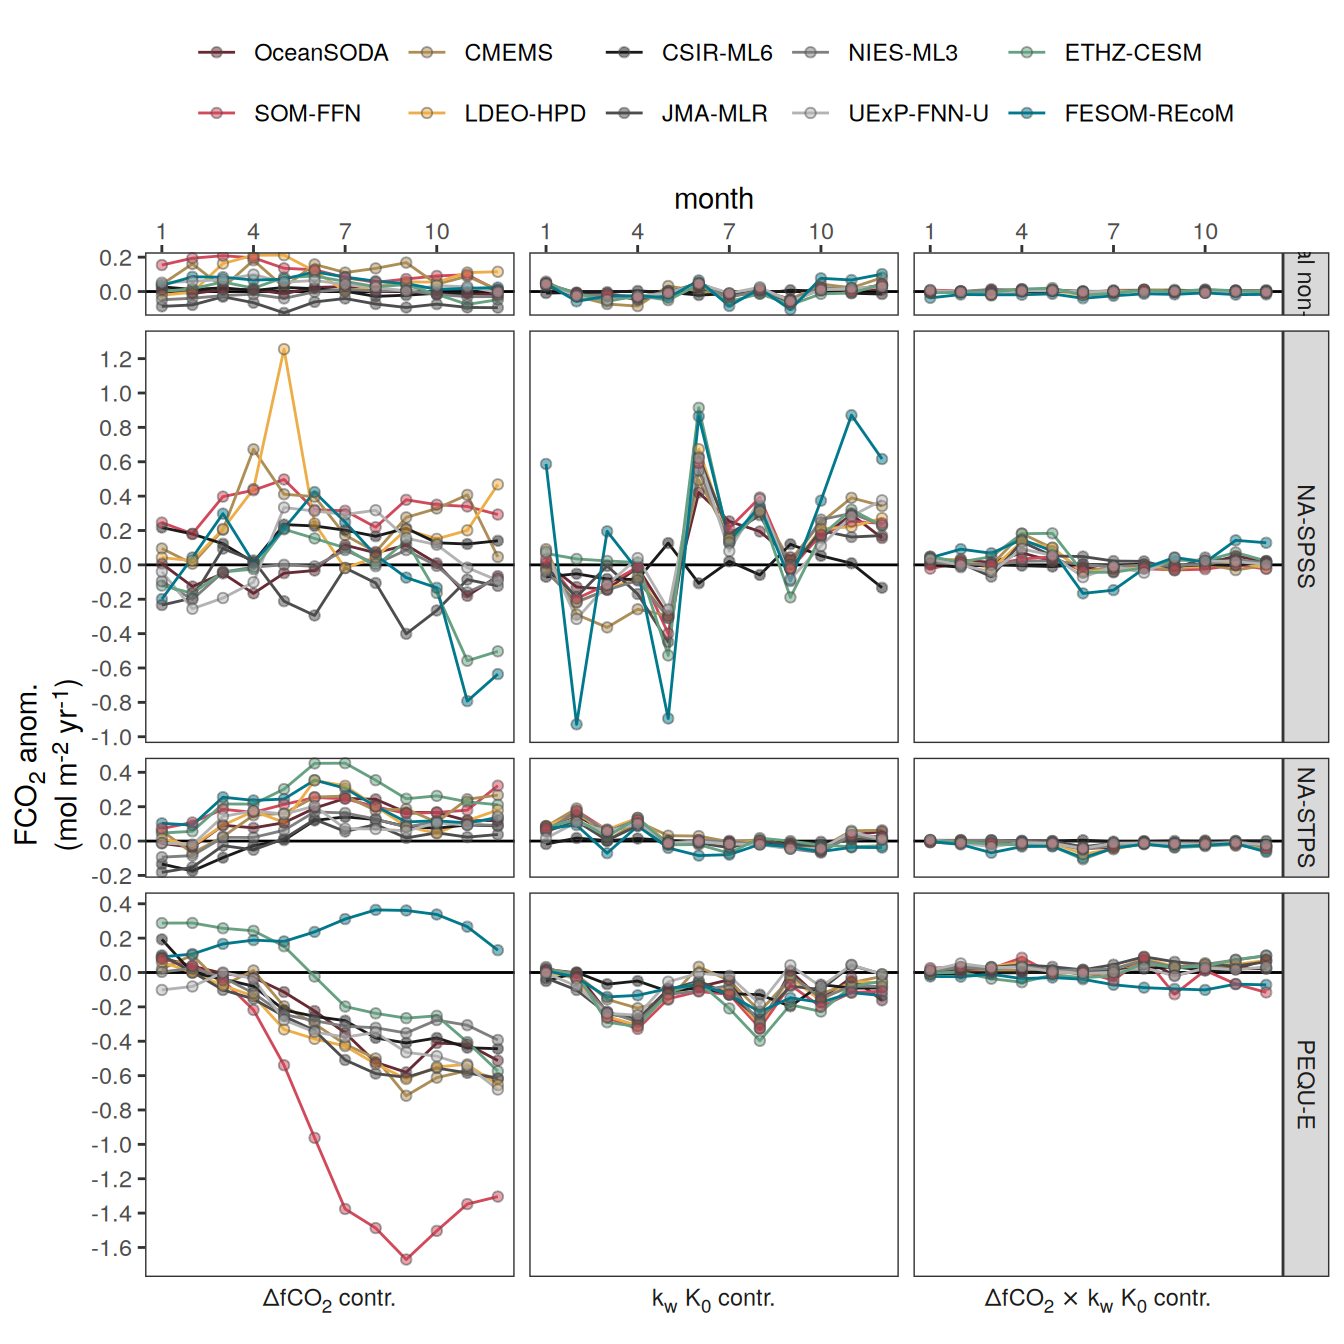 OceanSODA CMEMS CSIR-ML6 NIES-ML3 ETHZ-CESM
SOM-FFN LDEO-HPD JMA-MLR UExP-FNN-U FESOM-REcoM
month
1 4 7 10 1 4 7 10 1 4 7 10
0.2
0.0
al non-
1.2
1.0
0.8
0.6
0.4
0.2
0.0
-0.2
-0.4
-0.6
-0.8
-1.0
NA-SPSS
FCO2 anom.
(mol m-2 yr-1)
0.4
0.2
0.0
-0.2
NA-STPS
0.4
0.2
0.0
-0.2
-0.4
-0.6
-0.8
-1.0
-1.2
-1.4
-1.6
PEQU-E
ΔfCO2 contr. kw K0 contr. ΔfCO2 × kw K0 contr.